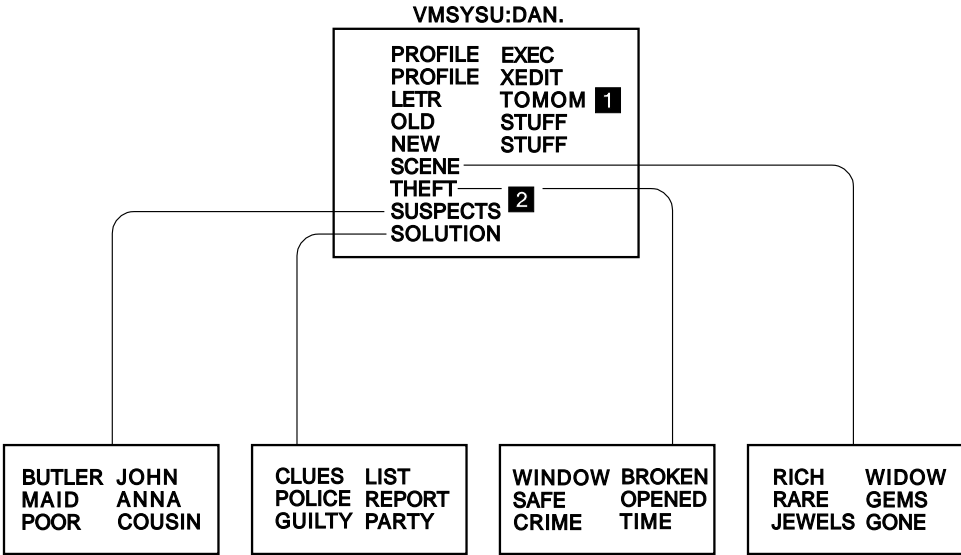 VMSYSU:DAN.
PROFILE EXEC
PROFILE XEDIT
LETR TOMOM 1
OLD STUFF
NEW STUFF
SCENE
THEFT 2
SUSPECTS
SOLUTION
BUTLER JOHN
MAID ANNA
POOR COUSIN
CLUES LIST
POLICE REPORT
GUILTY PARTY
WINDOW BROKEN
SAFE OPENED
CRIME TIME
RICH WIDOW
RARE GEMS
JEWELS GONE